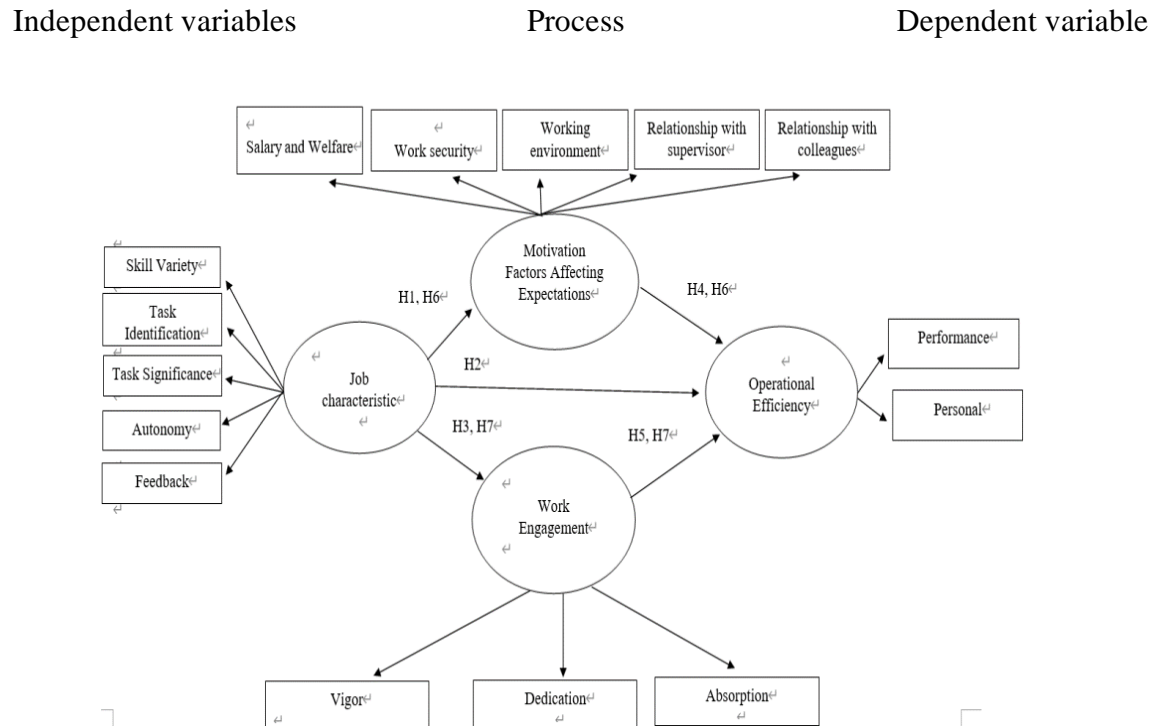 Independent variables Process Dependent variable
Salary and Welfare↵
Work security↵
Working
environment↵
Relationship with
supervisor↵
Relationship with
colleagues↵
Motivation
Factors Affecting
Expectations↵
Skill Variety↵
Task
Identification↵
Task Significance↵
Autonomy↵
Feedback↵
H1, H6↵
H4, H6↵
Job
characteristic↵
H2↵
H3, H7↵
H5, H7↵
Operational
Efficiency↵
Performance↵
Personal↵
Work
Engagement↵
Vigor↵
Dedication↵
Absorption↵